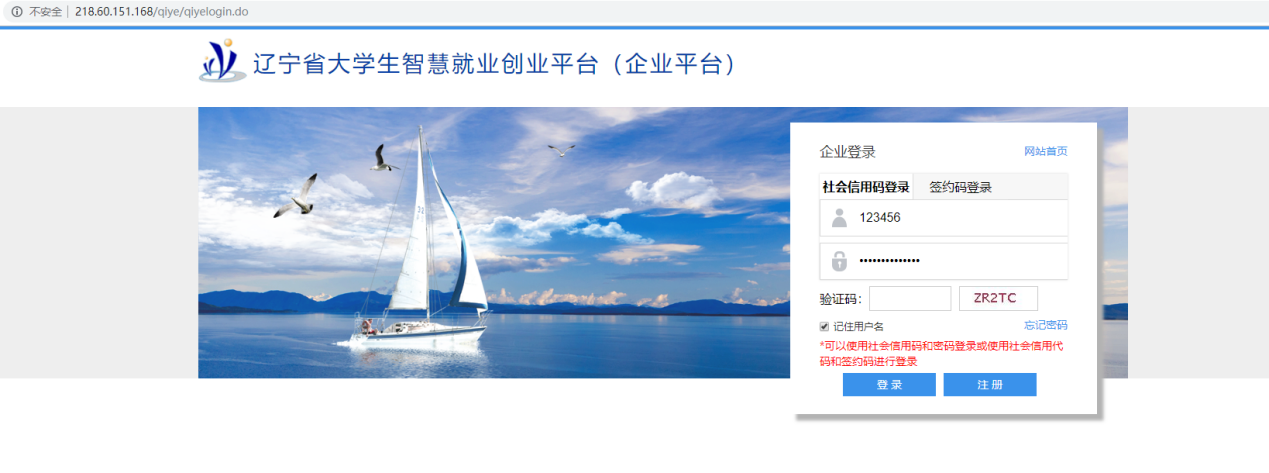 不安全 | 218.60.151.168/qiye/qiyelogin.do
辽宁省大学生智慧就业创业平台（企业平台）
企业登录 网站首页
社会信用码登录 签约码登录
123456
••••••••••••••
验证码： ZR2TC
记住用户名 忘记密码
*可以使用社会信用码和密码登录或使用社会信用代
码和签约码进行登录
登 录 注 册